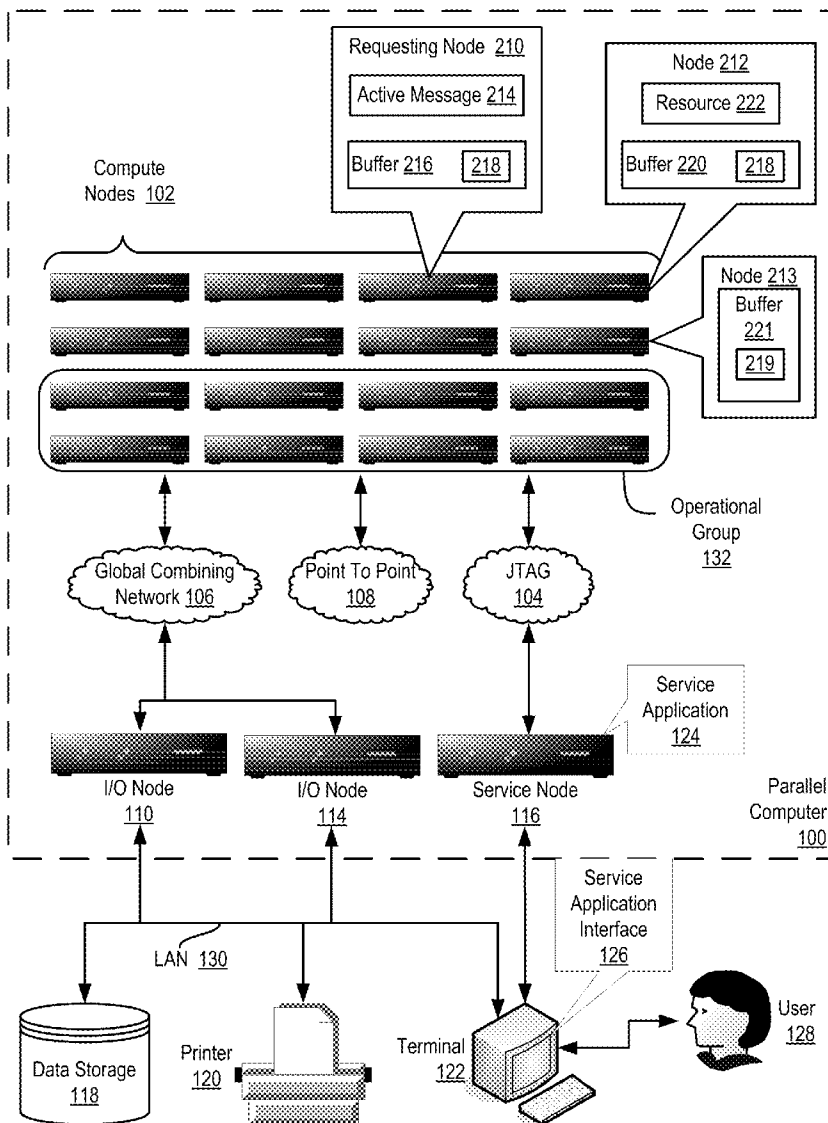 Requesting Node 210
Active Message 214
Buffer 216
218
Node 212
Resource 222
Buffer 220
218
Compute
Nodes 102
Node 213
Buffer
221
219
Operational
Group
132
Global Combining
Network 106
Point To Point
108
JTAG
104
Service
Application
124
I/O Node
110
I/O Node
114
Service Node
116
Parallel
Computer
100
Service
Application
Interface
126
LAN 130
Data Storage
118
Printer
120
Terminal
122
User
128